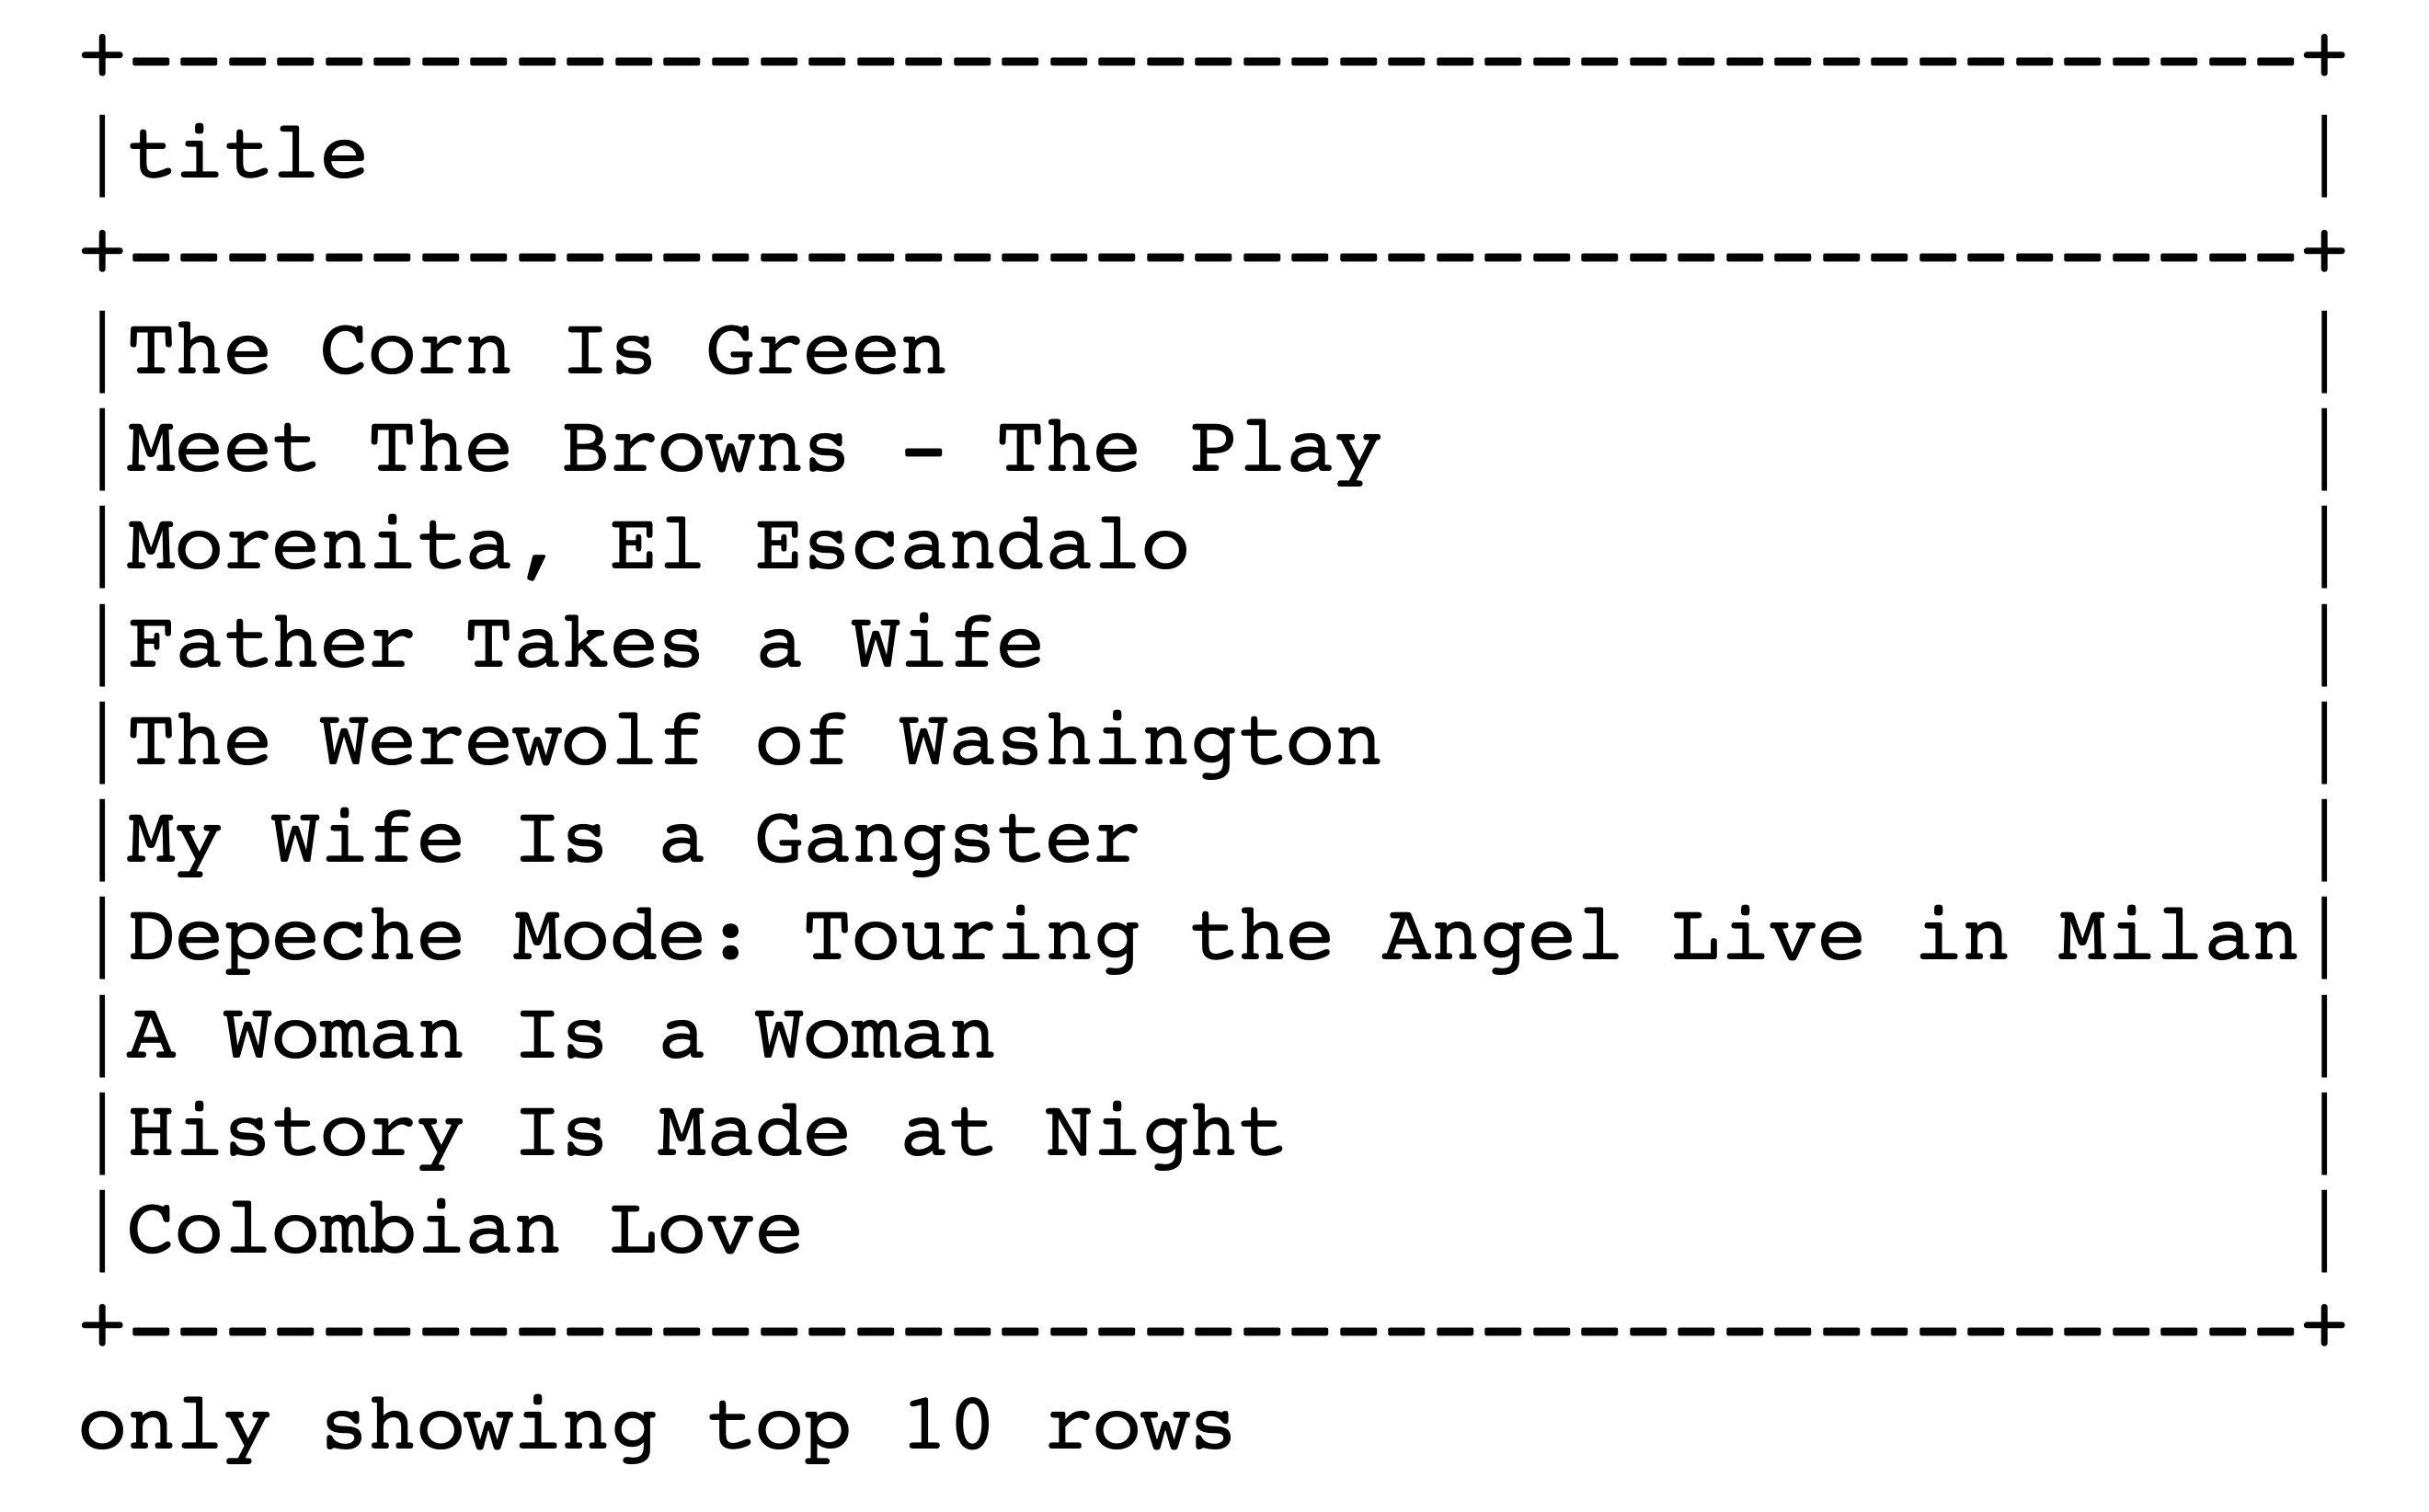 +---------------------------------------------+
|title                                        |
+---------------------------------------------+
|The Corn Is Green                            |
|Meet The Browns - The Play                   |
|Morenita, El Escandalo                       |
|Father Takes a Wife                          |
|The Werewolf of Washington                   |
|My Wife Is a Gangster                        |
|Depeche Mode: Touring the Angel Live in Milan|
|A Woman Is a Woman                           |
|History Is Made at Night                     |
|Colombian Love                               |
+---------------------------------------------+
only showing top 10 rows